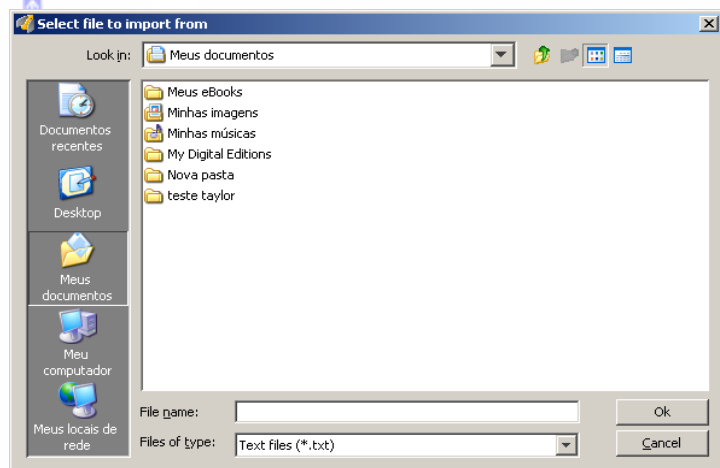 Select file to import from
Look in:
Meus documentos
Documentos
recentes
Desktop
Meus
documentos
Meu
computador
Meus locais de
rede
Meus eBooks
Minhas imagens
Minhas músicas
My Digital Editions
Nova pasta
teste taylor
File name:
Ok
Files of type:
Text files (*.txt)
Cancel